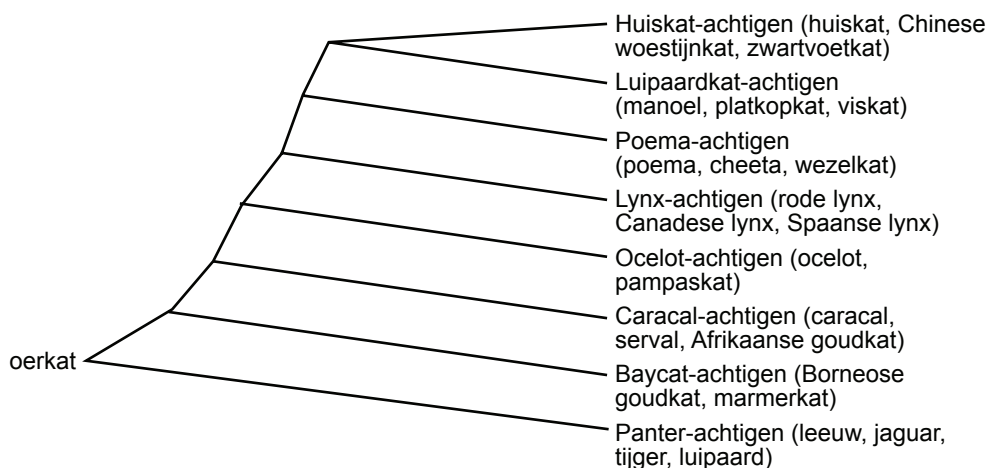 Huiskat-achtigen (huiskat, Chinese
woestijnkat, zwartvoetkat)
Luipaardkat-achtigen
(manoel, platkopkat, viskat)
Poema-achtigen
(poema, cheeta, wezelkat)
Lynx-achtigen (rode lynx,
Canadese lynx, Spaanse lynx)
Ocelot-achtigen (ocelot,
pampaskat)
Caracal-achtigen (caracal,
serval, Afrikaanse goudkat)
oerkat
Baycat-achtigen (Borneose
goudkat, marmerkat)
Panter-achtigen (leeuw, jaguar,
tijger, luipaard)